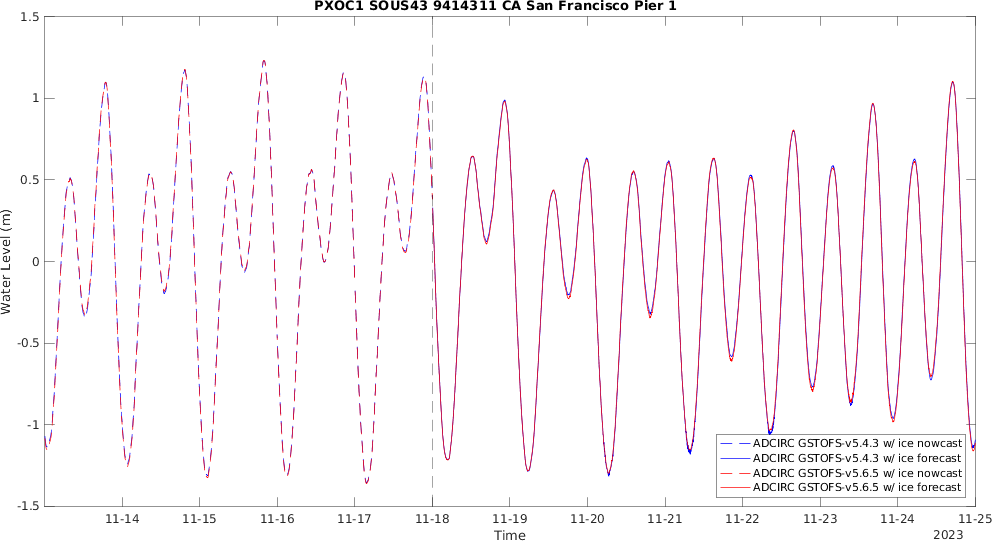 PXOC1 SOUS43 9414311 CA San Francisco Pier 1
1.5
1
0.5
0
-0.5
-1
-1.5
Water Level (m)
11-14 11-15 11-16 11-17 11-18 11-19 11-20 11-21 11-22 11-23 11-24 11-25
Time
2023
ADCIRC GSTOFS-v5.4.3 w/ ice nowcast
ADCIRC GSTOFS-v5.4.3 w/ ice forecast
ADCIRC GSTOFS-v5.6.5 w/ ice nowcast
ADCIRC GSTOFS-v5.6.5 w/ ice forecast